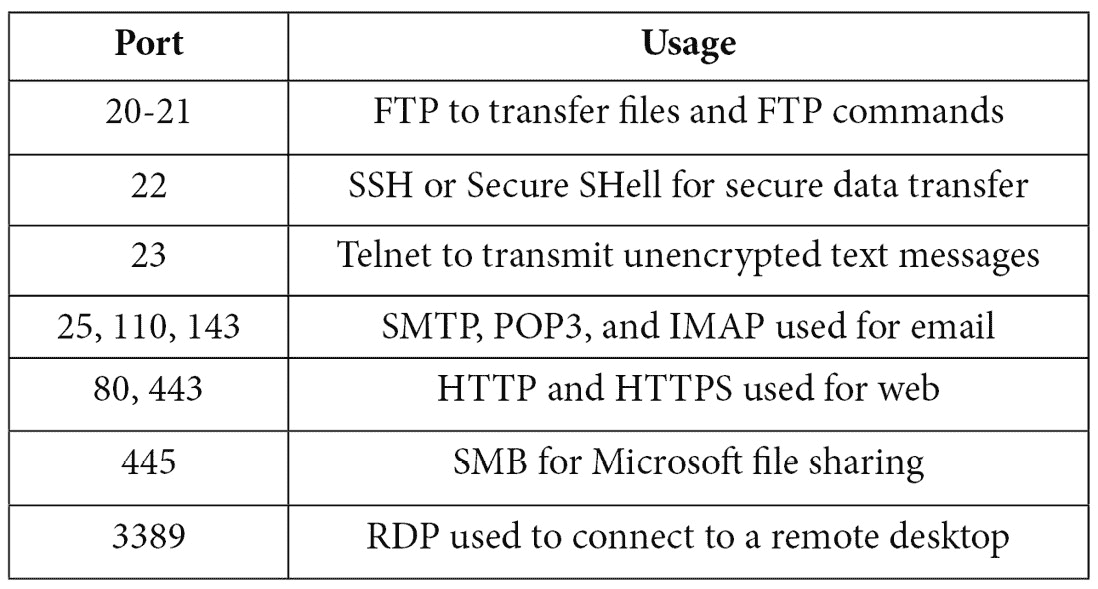 Port Usage
20-21 FTP to transfer files and FTP commands
22 SSH or Secure SHell for secure data transfer
23 Telnet to transmit unencrypted text messages
25, 110, 143 SMTP, POP3, and IMAP used for email
80, 443 HTTP and HTTPS used for web
445 SMB for Microsoft file sharing
3389 RDP used to connect to a remote desktop